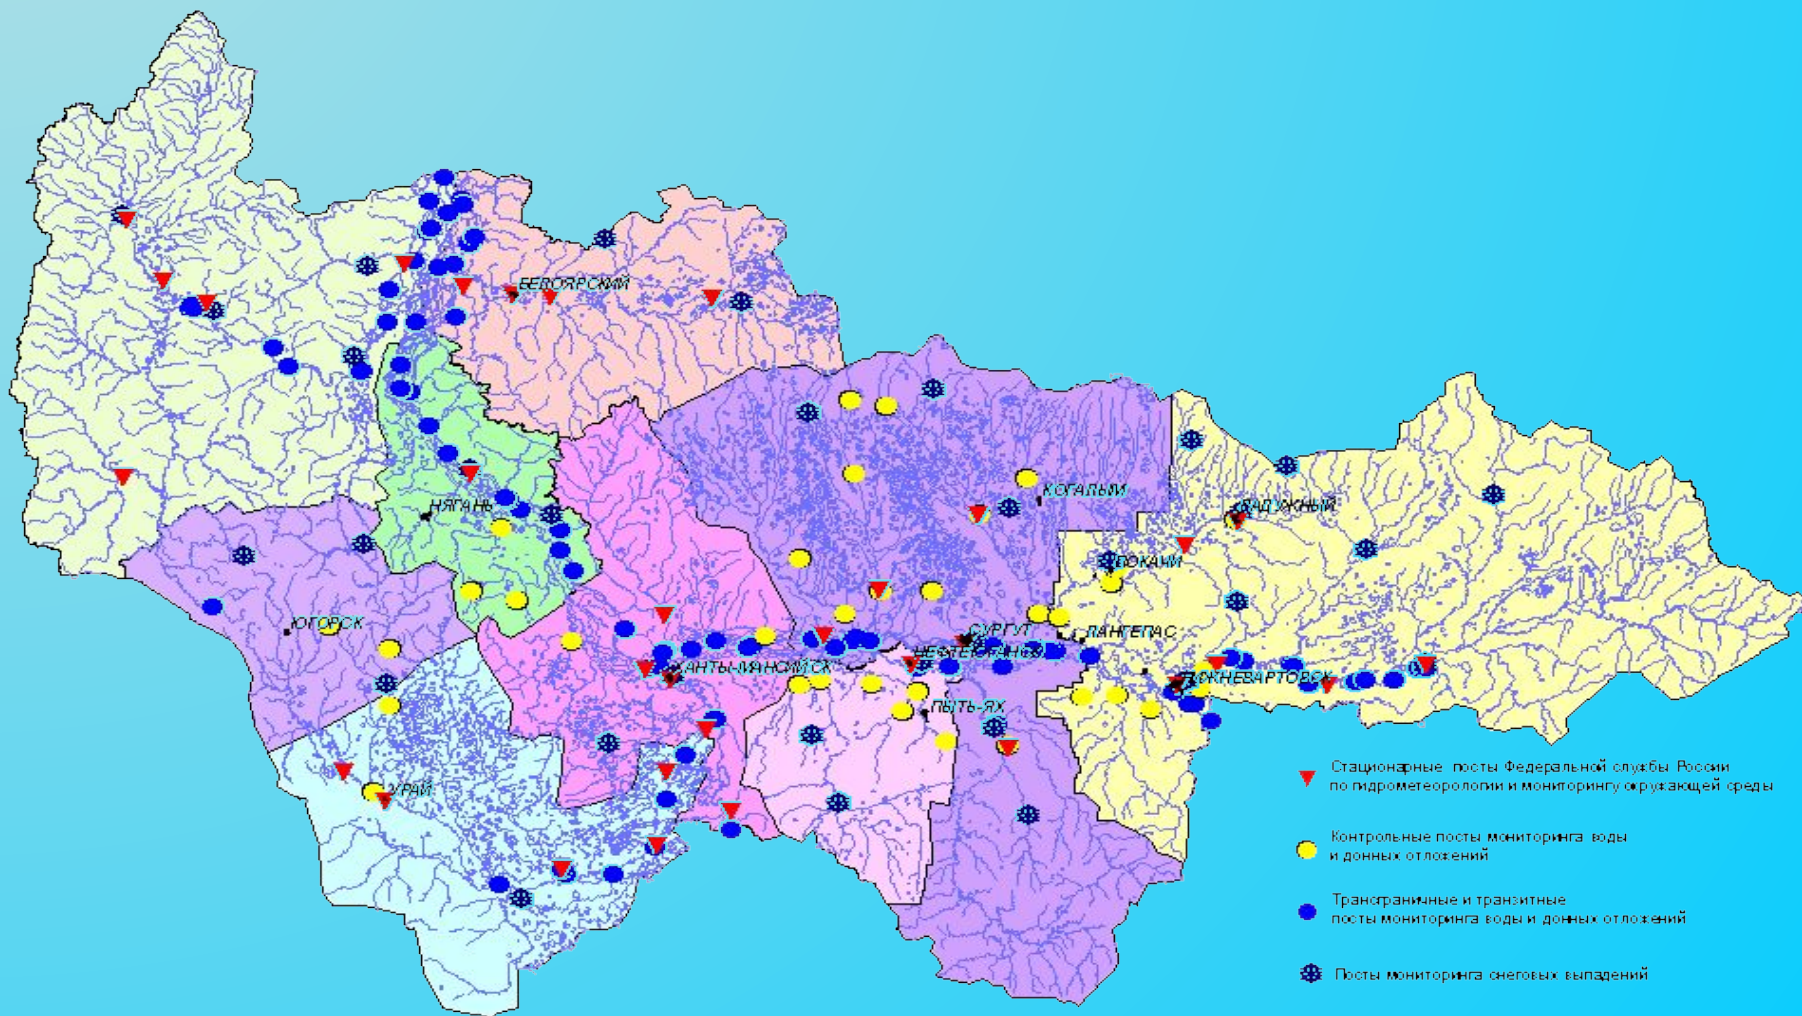 БЕЛОЯРСКИЙ
НЯГАНЬ
КОГАЛЫМ
РАДУЖНЫЙ
ПОКАЧИ
ЮГОРСК
СУРГУТ
ЛАНГЕПАС
НЕФТЕЮГАНСК
ХАНТЫ-МАНСИЙСК
НИЖНЕВАРТОВСК
ПЫТЬ-ЯХ
УРАЙ
Стационарные посты Федеральной службы России
по гидрометеорологии и мониторингу окружающей среды
Контрольные посты мониторинга воды
и донных отложений
Трансграничные и транзитные
посты мониторинга воды и донных отложений
Посты мониторинга снеговых выпадений